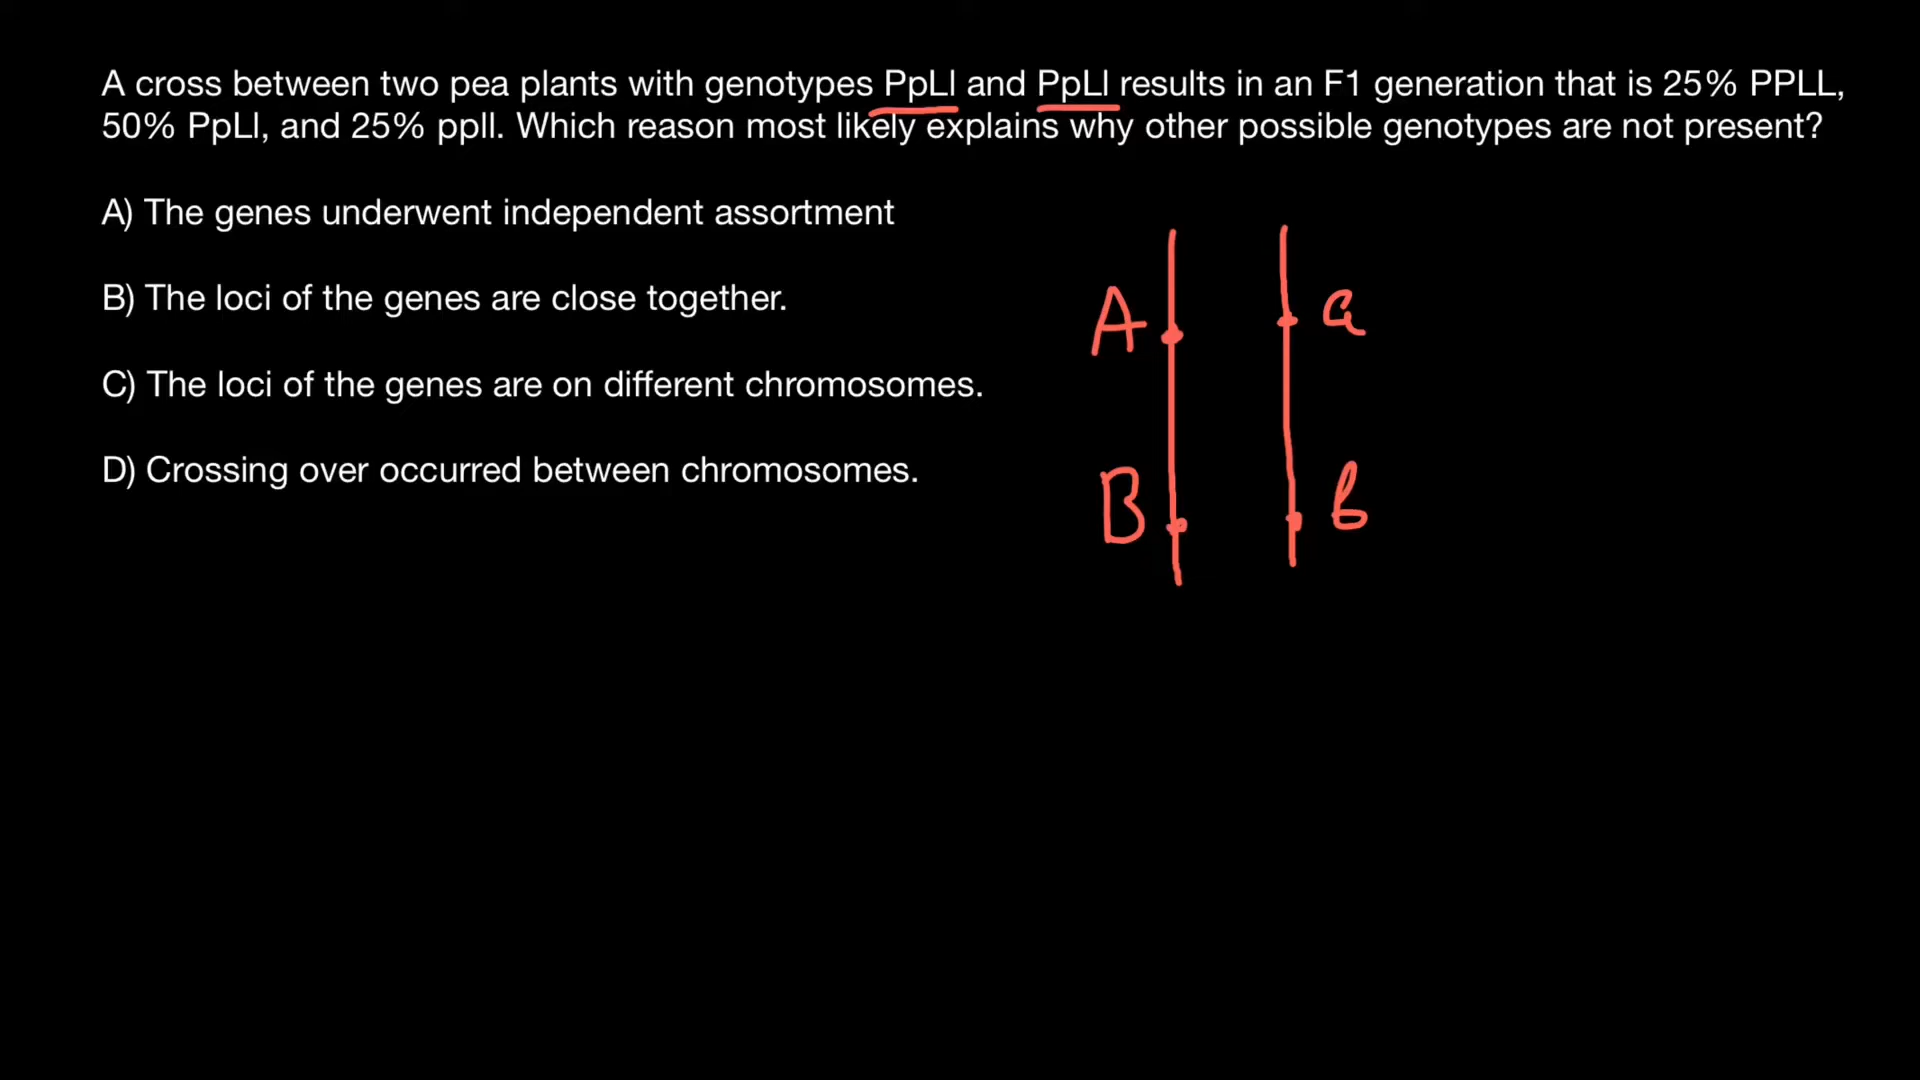 A cross between two pea plants with genotypes PpLl and PpLl results in an F1 generation that is 25% PPLL,
50% PpLl, and 25% ppll. Which reason most likely explains why other possible genotypes are not present?
A) The genes underwent independent assortment
B) The loci of the genes are close together.
C) The loci of the genes are on different chromosomes.
D) Crossing over occurred between chromosomes.
A a
B b